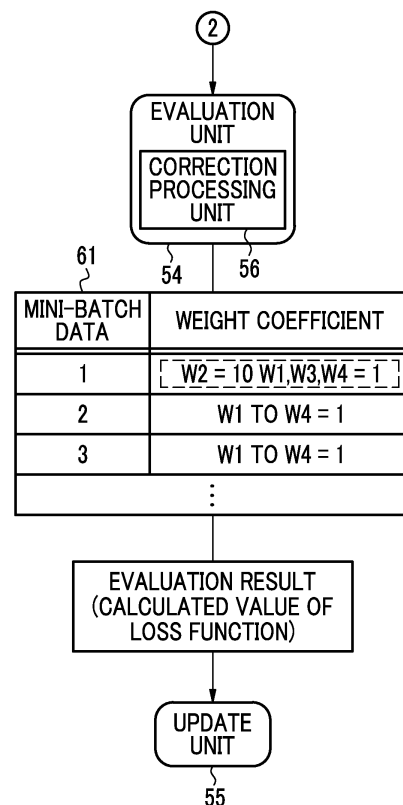 2
EVALUATION
UNIT
CORRECTION
PROCESSING
UNIT
61
54
56
MINI-BATCH
DATA
WEIGHT COEFFICIENT
1
W2 = 10 W1,W3,W4 = 1
2
W1 TO W4 = 1
3
W1 TO W4 = 1
⋮
EVALUATION RESULT
(CALCULATED VALUE OF
LOSS FUNCTION)
UPDATE
UNIT
55